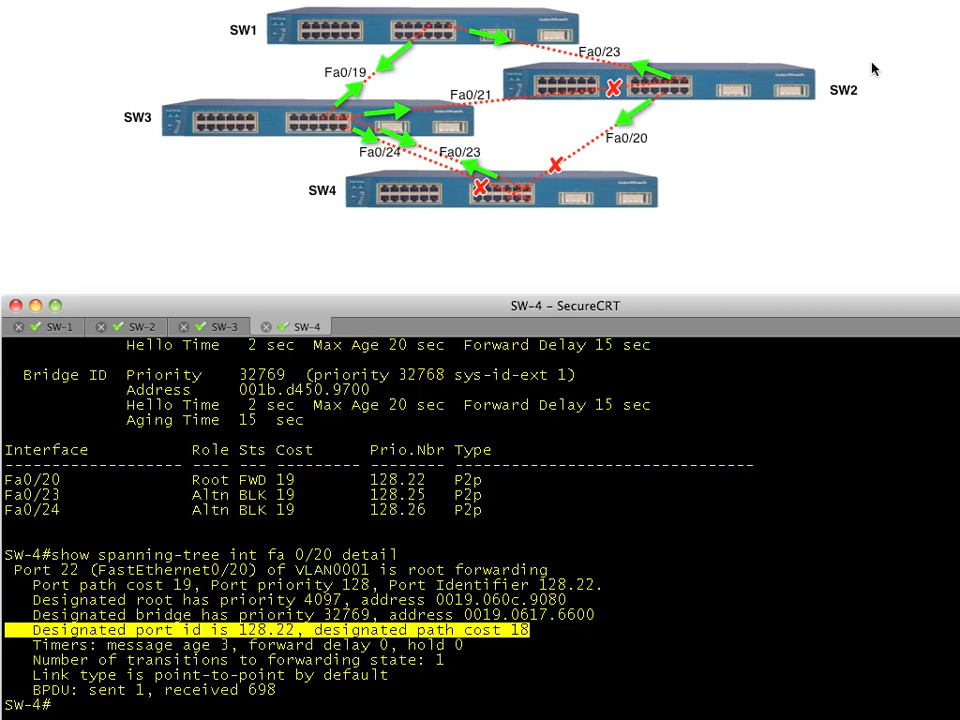 SW1
Fa0/23
Fa0/19
SW2
Fa0/21
SW3
Fa0/20
Fa0/24
Fa0/23
SW4
SW-4 - SecureCRT
SW-1 SW-2 SW-3 SW-4
Hello Time 2 sec Max Age 20 sec Forward Delay 15 sec
Bridge ID Priority 32769 (priority 32768 sys-id-ext 1)
Address 001b.d450.9700
Hello Time 2 sec Max Age 20 sec Forward Delay 15 sec
Aging Time 15 sec
Interface Role Sts Cost Prio.Nbr Type
------------------- ---- --- --------- -------- --------------------------------
Fa0/20 Root FWD 19 128.22 P2p
Fa0/23 Altn BLK 19 128.25 P2p
Fa0/24 Altn BLK 19 128.26 P2p
SW-4#show spanning-tree int fa 0/20 detail
Port 22 (FastEthernet0/20) of VLAN0001 is root forwarding
Port path cost 19, Port priority 128, Port Identifier 128.22.
Designated root has priority 4097, address 0019.060c.9080
Designated bridge has priority 32769, address 0019.0617.6600
Designated port id is 128.22, designated path cost 18
Timers: message age 3, forward delay 0, hold 0
Number of transitions to forwarding state: 1
Link type is point-to-point by default
BPDU: sent 1, received 698
SW-4#